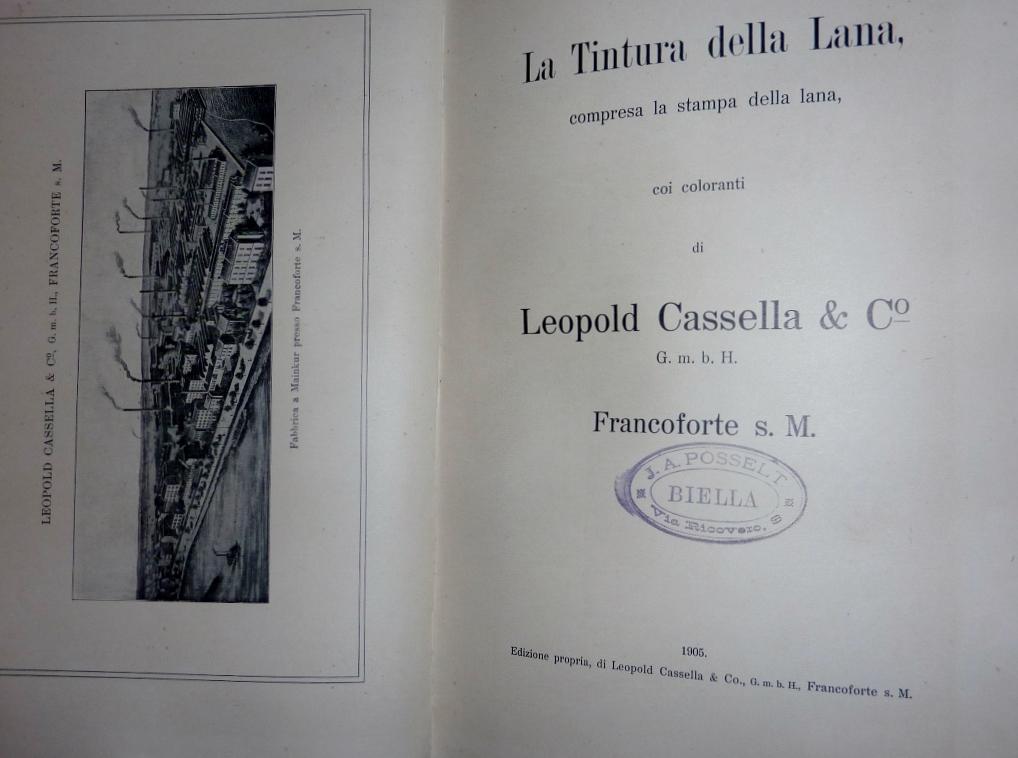 LEOPOLD CASSELLA & Cº, G. m. b. H., FRANCOFORTE s. M.
Fabbrica a Mainkur presso Francoforte s. M.
La Tintura della Lana,
compresa la stampa della lana,
coi coloranti
di
Leopold Cassella & Cº
G. m. b. H.
Francoforte s. M.
J. A. POSSELT
BIELLA
Via Ricovero. 8
1905.
Edizione propria, di Leopold Cassella & Co., G. m. b. H., Francoforte s. M.